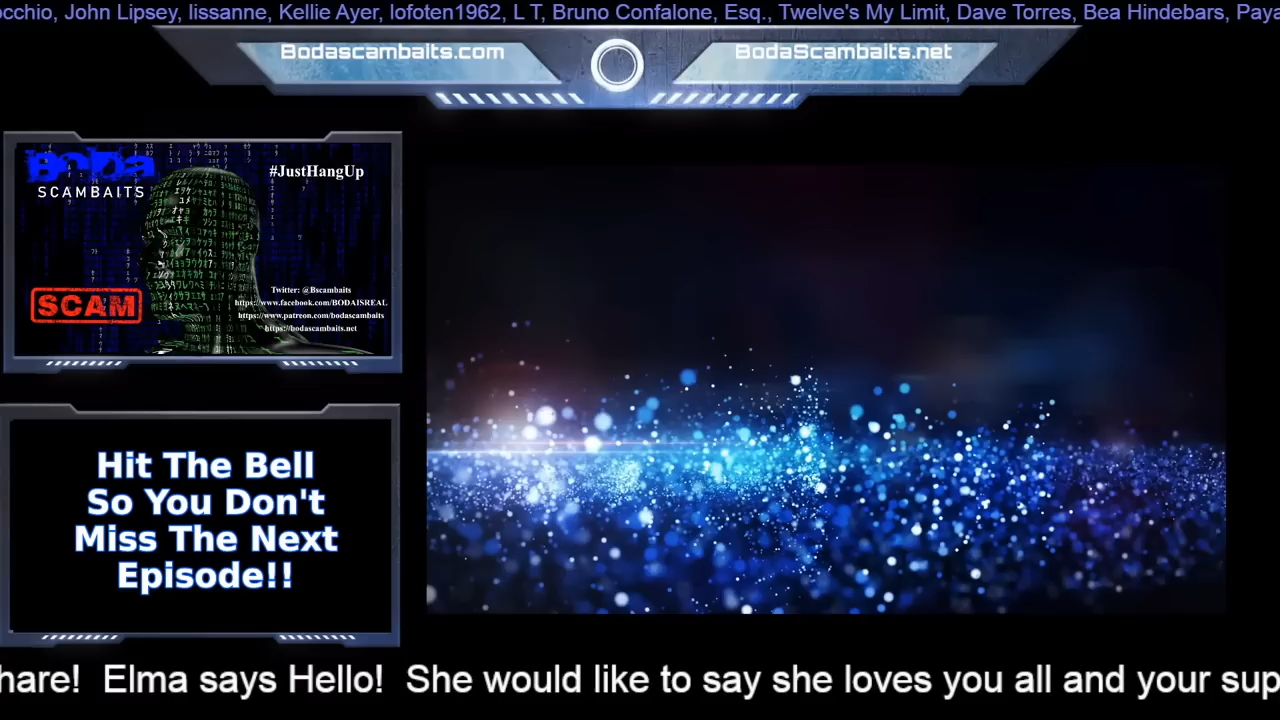 occhio, John Lipsey, lissanne, Kellie Ayer, lofoten1962, L T, Bruno Confalone, Esq., Twelve's My Limit, Dave Torres, Bea Hindebars, Paya
Bodascambaits.com
BodaScambaits.net
BoDa
SCAMBAITS
#JustHangUp
SCAM
Twitter: @Bscambaits
https://www.facebook.com/BODAISREAL
https://www.patreon.com/bodascambaits
https://bodascambaits.net
Hit The Bell
So You Don't
Miss The Next
Episode!!
hare!  Elma says Hello!  She would like to say she loves you all and your sup